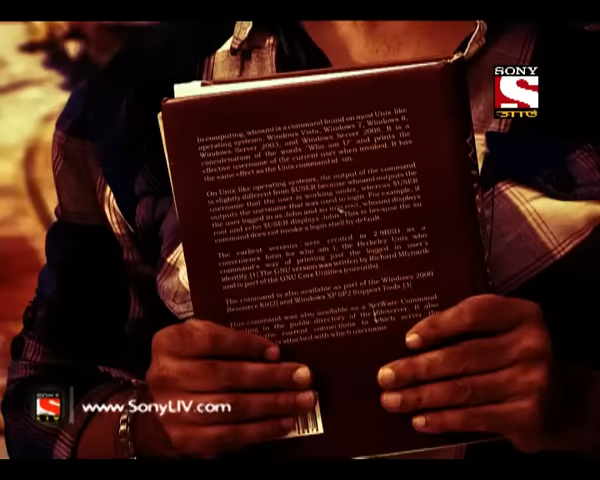 SONY
S
আট
In computing, whoami is a command found on most Unix like
operating systems, Windows Vista, Windows 7, Windows 8,
Windows Server 2003, and Windows Server 2008. It is a
concatenation of the words "Who am I?" and prints the
effective username of the current user when invoked. It has
the same effect as the Unix command id -un.
On Unix like operating systems, the output of the command
is slightly different from $USER because whoami outputs the
username that the user is working under, whereas $USER
outputs the username that was used to login. For example, if
the user logged in as John and su into root, whoami displays
root and echo $USER displays John. This is because the su
command does not invoke a login shell by default
The earliest versions were created in 2.9BSD as a
convenience form for who am i, the Berkeley Unix who
command's way of printing just the logged in user's
identity.[1] The GNU version was written by Richard Mlynarik
and is part of the GNU Core Utilities (coreutils)
The command is also available as part of the Windows 2000
Resource Kit[2] and Windows XP SP2 Support Tools [3]
This command was also available as a NetWare Command
to the public directory of the fileserver. It also
the current connections to which serve the
attached with which username
SONY
S
LIV
www.SonyLIV.com